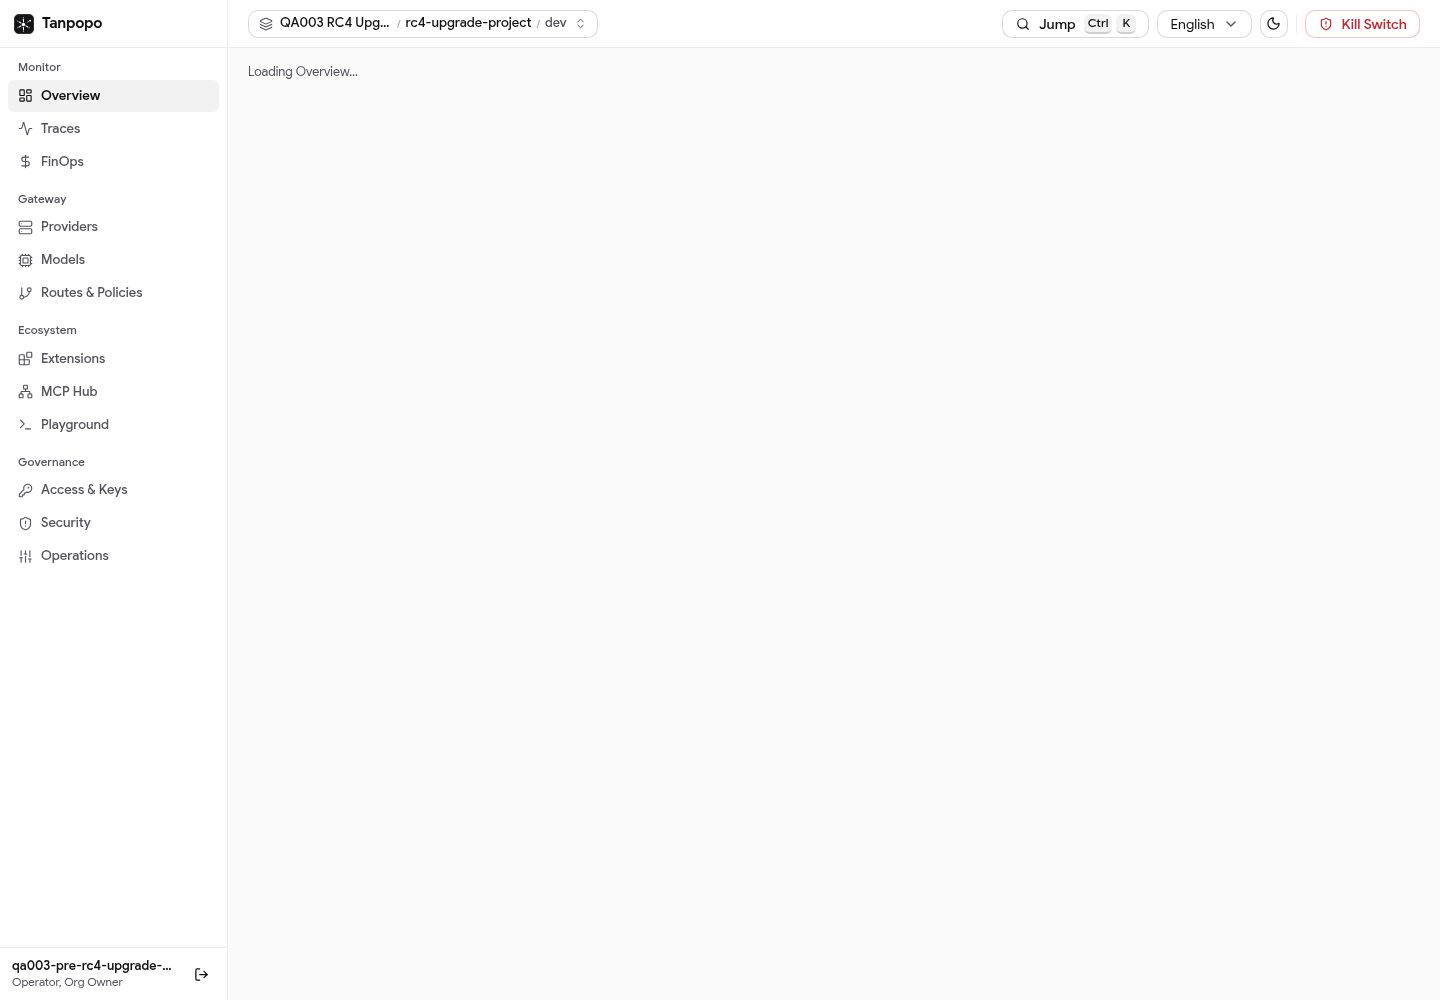 Tanpopo
QA003 RC4 Upg... / rc4-upgrade-project / dev
Jump Ctrl K
English
Kill Switch
Monitor
Overview
Traces
FinOps
Gateway
Providers
Models
Routes & Policies
Ecosystem
Extensions
MCP Hub
Playground
Governance
Access & Keys
Security
Operations
Loading Overview...
qa003-pre-rc4-upgrade-...
Operator, Org Owner